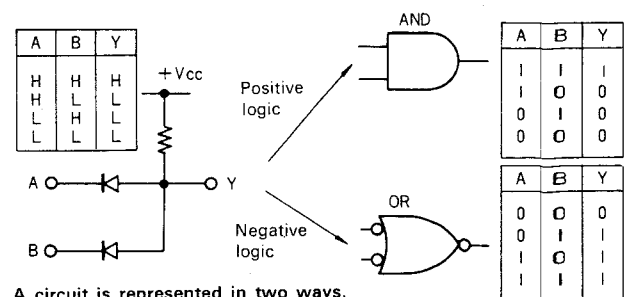 A B Y
H H H
H L L
L H L
L L L
+Vcc
A
Y
B
Positive
logic
Negative
logic
AND
A B Y
1 1 1
1 0 0
0 1 0
0 0 0
OR
A B Y
0 0 0
0 1 1
1 0 1
1 1 1
A circuit is represented in two ways.